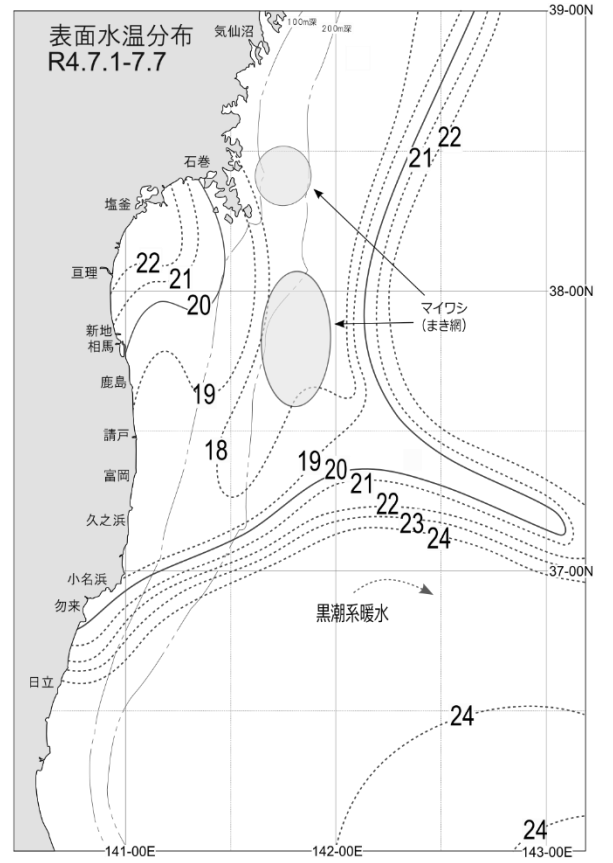 表面水温分布
R4.7.1-7.7
気仙沼
100m深
200m深
39-00N
22
21
石巻
塩釜
22
21
20
亘理
38-00N
マイワシ
(まき網)
新地
相馬
鹿島
19
18
請戸
富岡
19
20
21
22
23
24
久之浜
37-00N
小名浜
勿来
黒潮系暖水
日立
24
24
141-00E
142-00E
143-00E